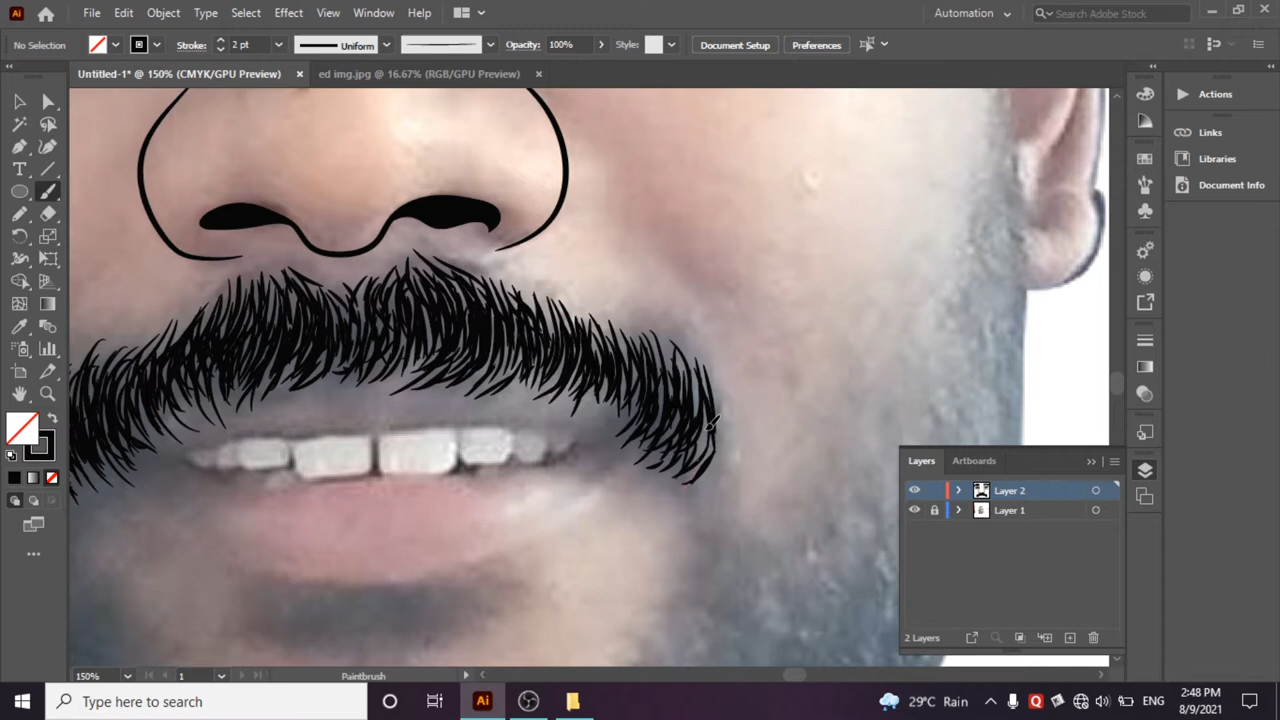 Ai File Edit Object Type Select Effect View Window Help Automation Search Adobe Stock
No Selection Stroke: 2 pt Uniform Opacity: 100% Style: Document Setup Preferences
Untitled-1* @ 150% (CMYK/GPU Preview) × ed img.jpg @ 16.67% (RGB/GPU Preview) ×
Actions
Links
Libraries
Document Info
Layers Artboards
Layer 2
Layer 1
2 Layers
150% 1 Paintbrush
Type here to search Ai 29°C Rain ENG 2:48 PM
8/9/2021